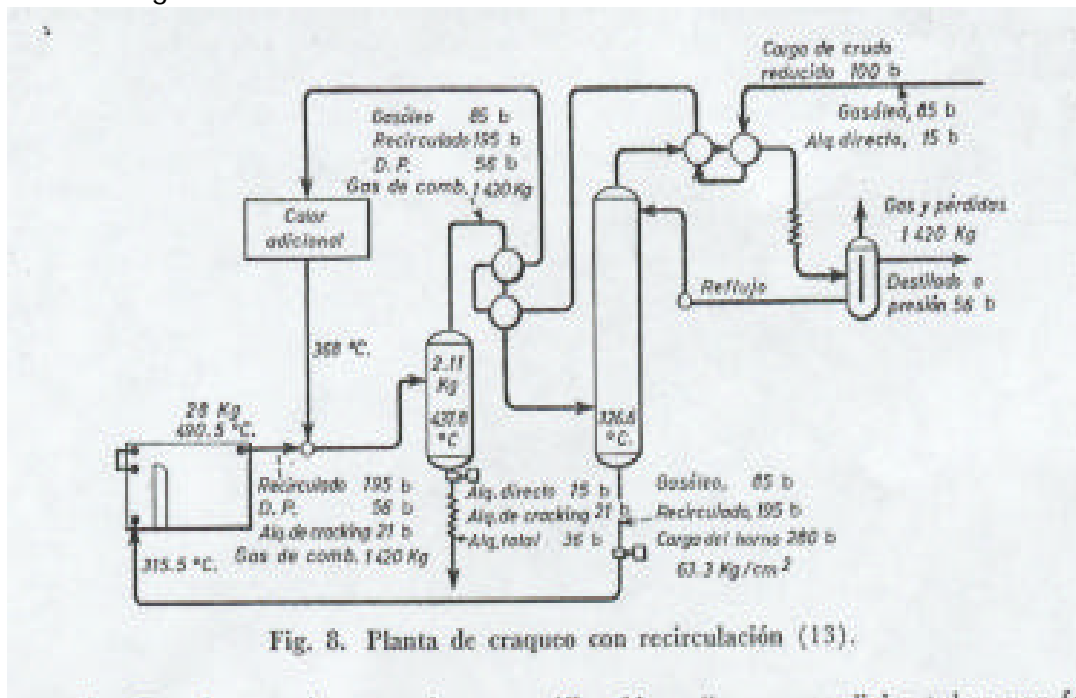 Carga de crudo
reducido 100 b
Gasóleo, 85 b
Alq. directo, 15 b
Gasóleo 85 b
Recirculado 195 b
D. P. 56 b
Gas de comb. 1 420 Kg
Calor
adicional
Gas y pérdidas
1 420 Kg
Reflujo
Destilado a
presión 56 b
360 °C.
2.11
Kg
°C
28 Kg
490.5 °C.
°C.
Recirculado 195 b
D. P. 56 b
Alq. de cracking 21 b
Gas de comb. 1 420 Kg
Alq. directo 15 b
Alq. de cracking 21 b
Alq. total 36 b
Gasóleo, 85 b
Recirculado, 195 b
Carga del horno 280 b
63.3 Kg/cm²
315.5 °C.
Fig. 8. Planta de craqueo con recirculación (13).